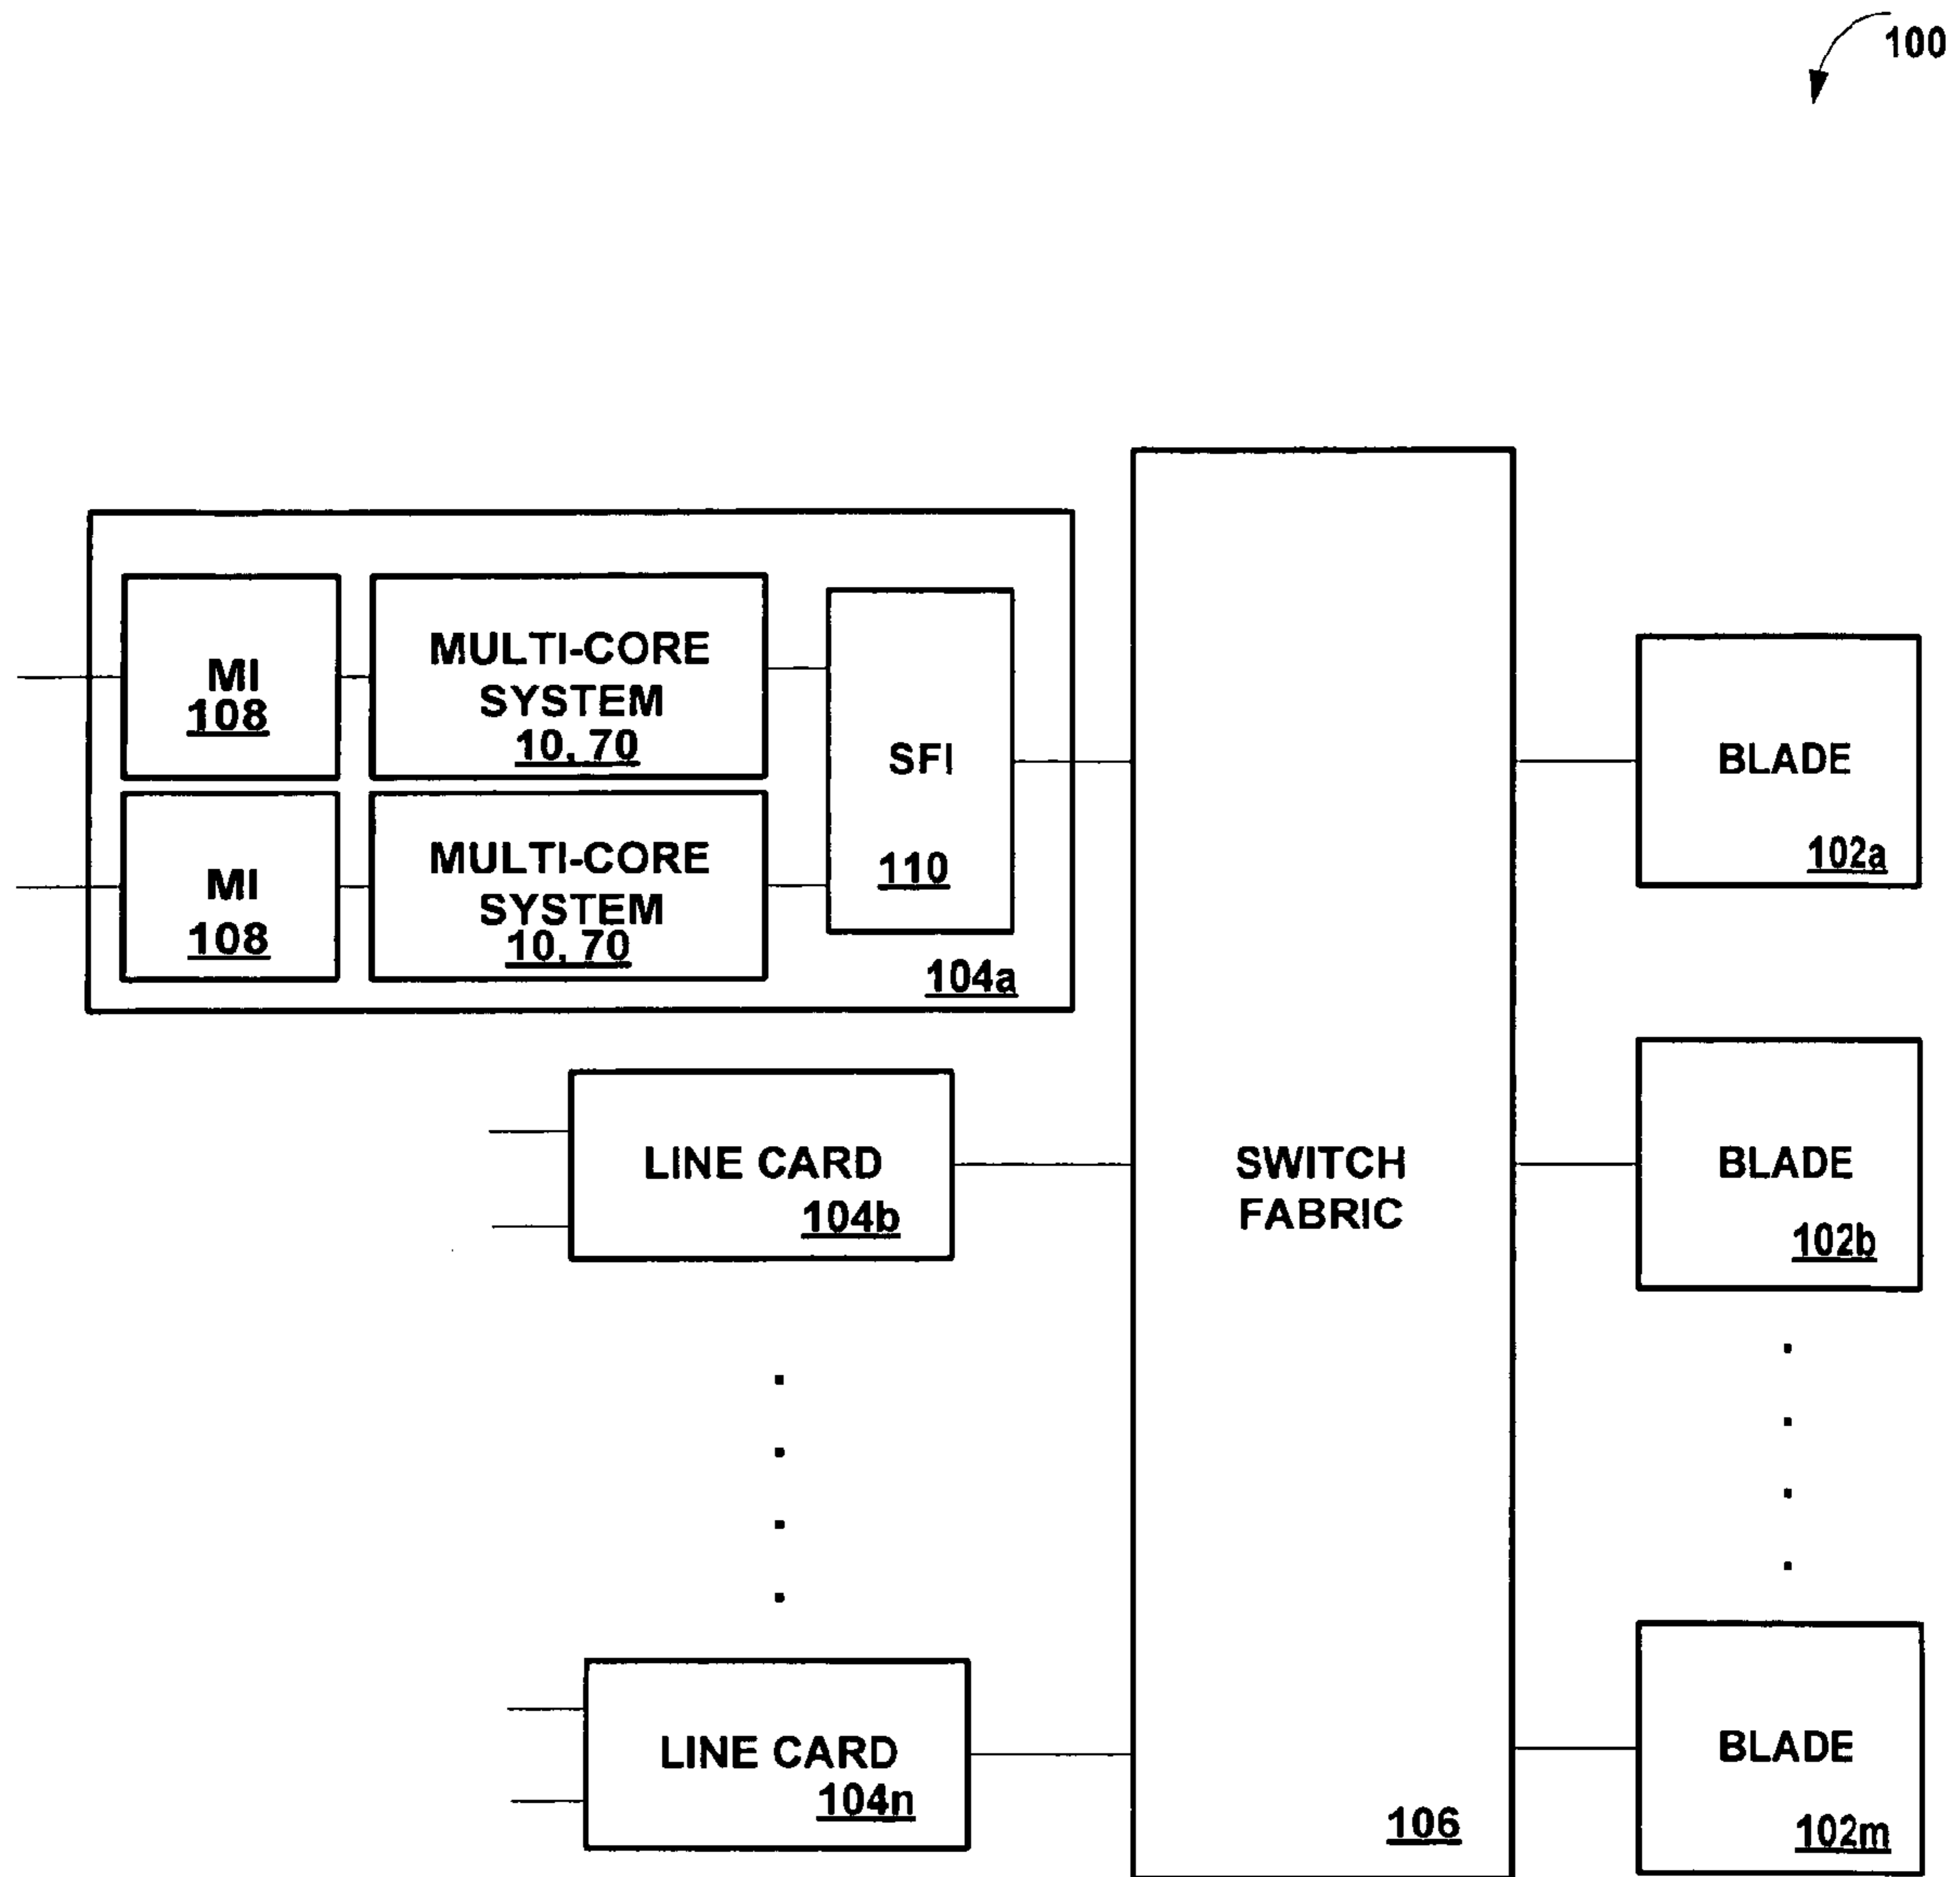 100
MI
108
MULTI-CORE
SYSTEM
10, 70
SFI
110
MI
108
MULTI-CORE
SYSTEM
10, 70
104a
LINE CARD
104b
LINE CARD
104n
SWITCH
FABRIC
106
BLADE
102a
BLADE
102b
BLADE
102m